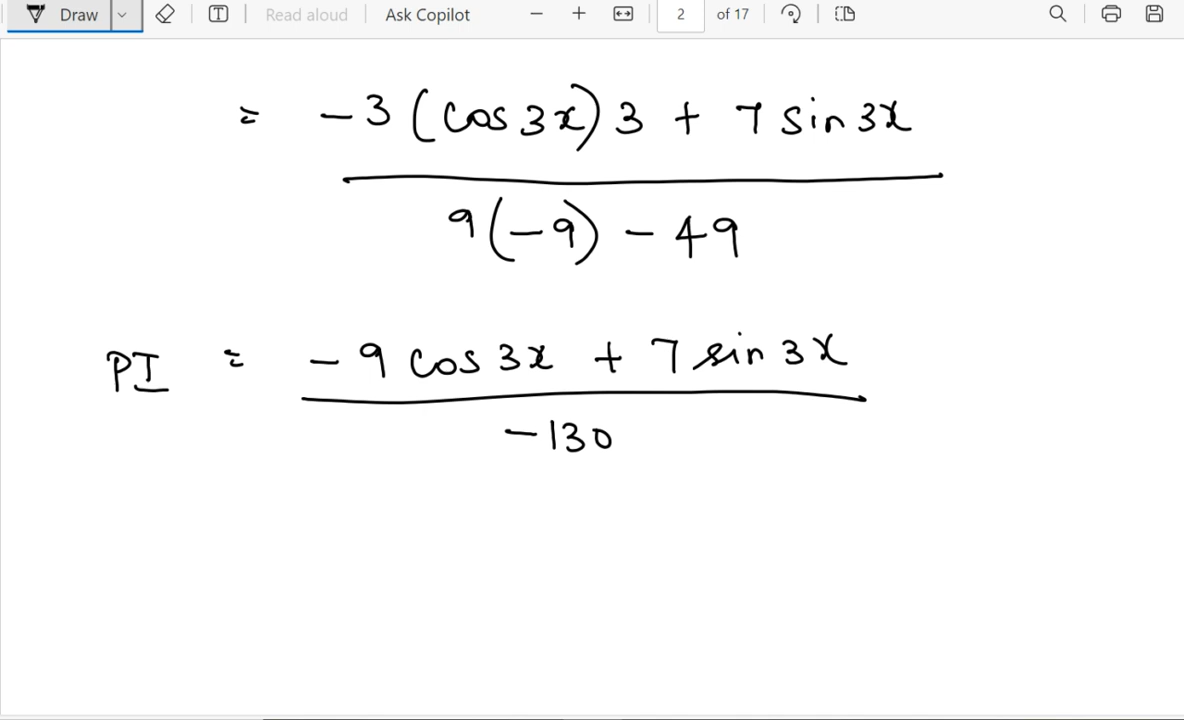 Draw Read aloud Ask Copilot − + 2 of 17
= −3 (cos 3x) 3 + 7 sin 3x
9(−9) − 49
PI = −9 cos 3x + 7 sin 3x
−130